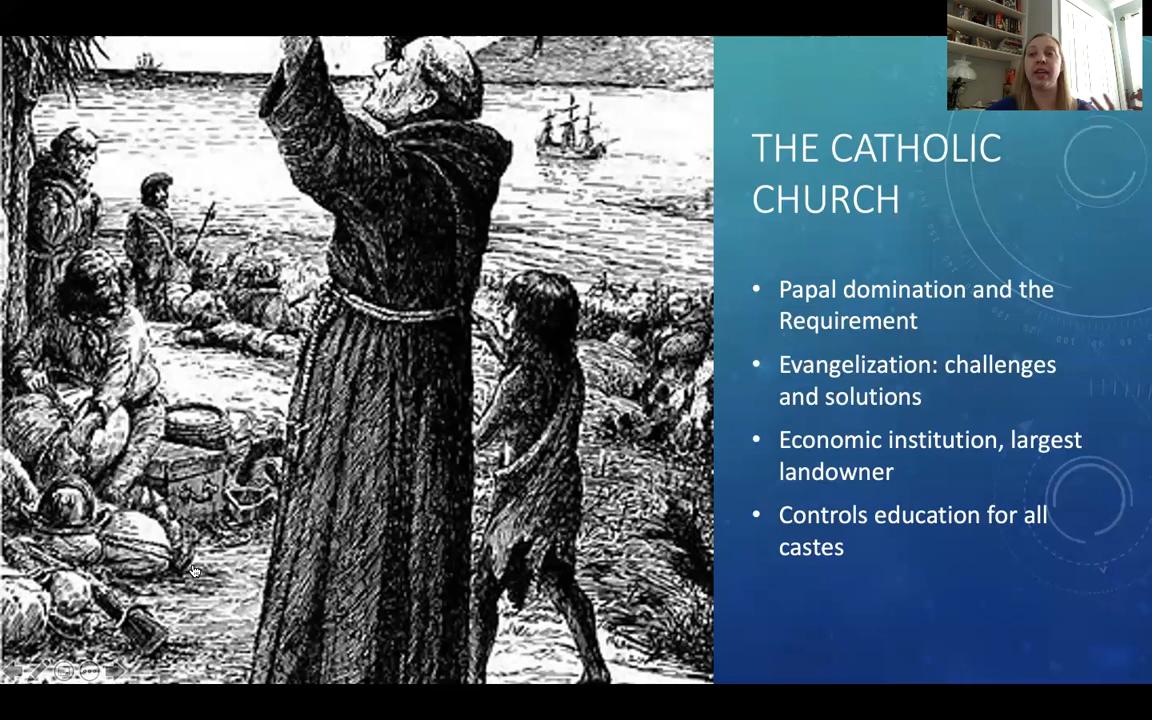 THE CATHOLIC
CHURCH
• Papal domination and the
Requirement
• Evangelization: challenges
and solutions
• Economic institution, largest
landowner
• Controls education for all
castes